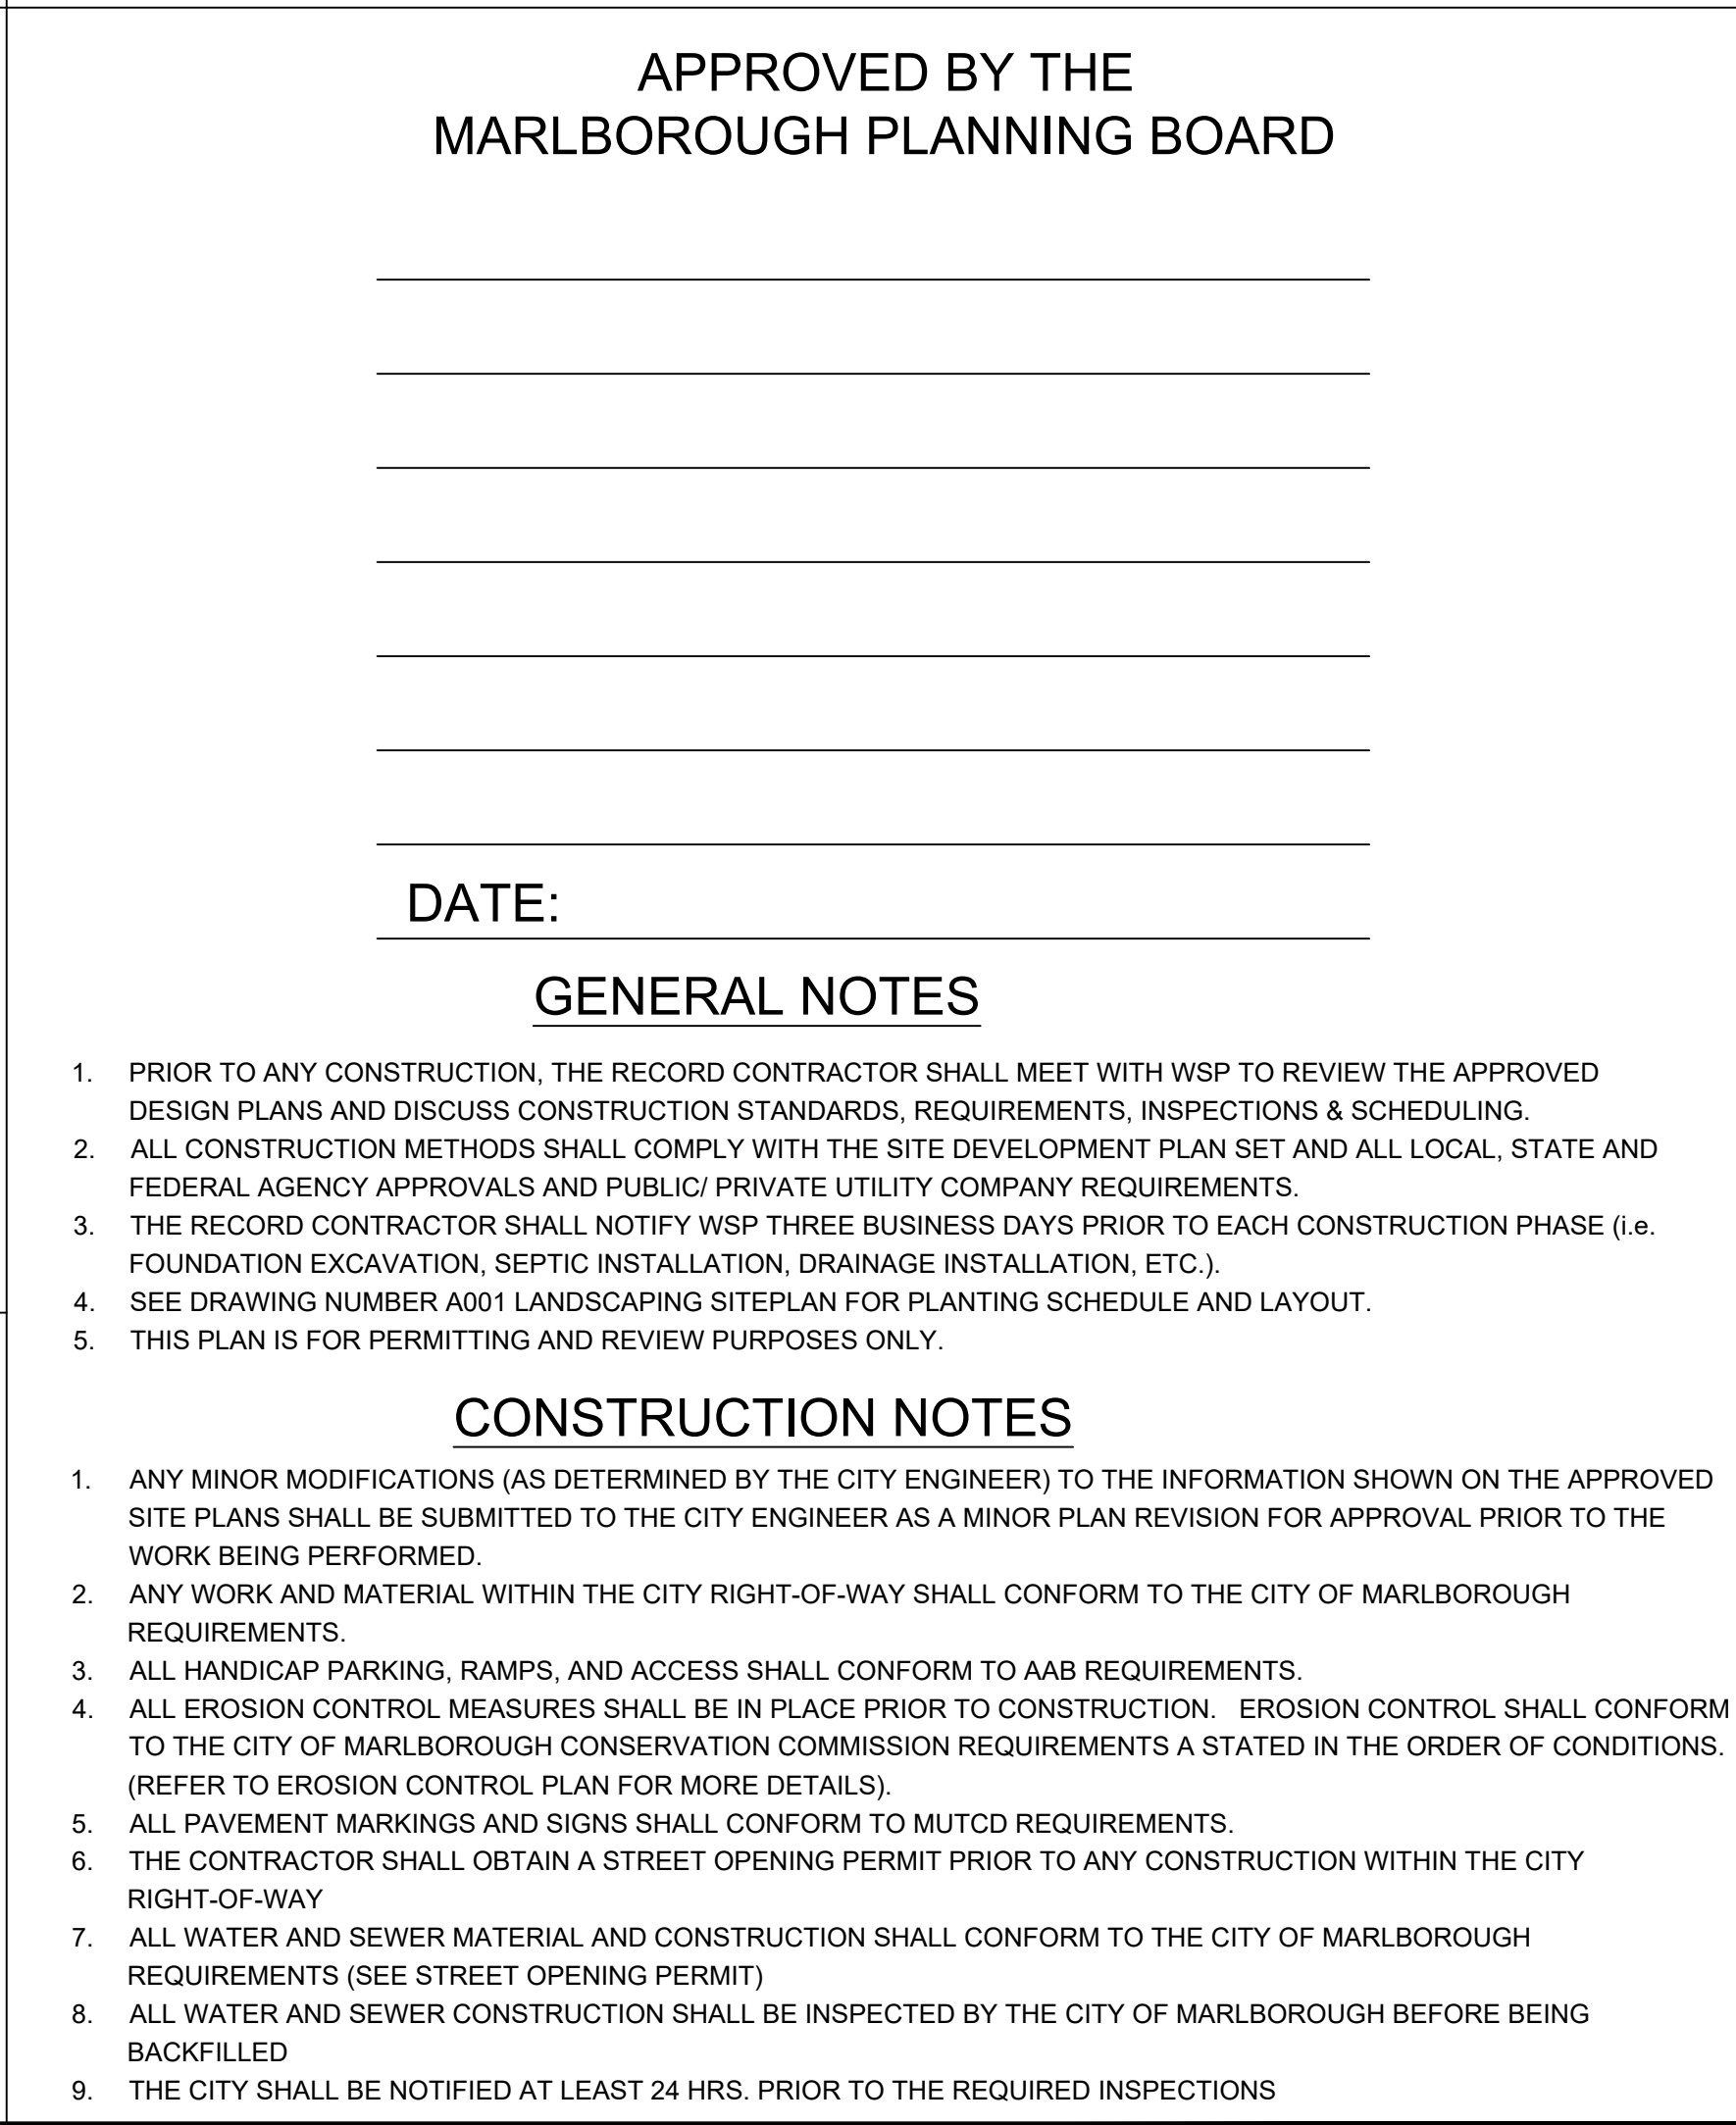 APPROVED BY THE
MARLBOROUGH PLANNING BOARD
DATE:
GENERAL NOTES
1. PRIOR TO ANY CONSTRUCTION, THE RECORD CONTRACTOR SHALL MEET WITH WSP TO REVIEW THE APPROVED
DESIGN PLANS AND DISCUSS CONSTRUCTION STANDARDS, REQUIREMENTS, INSPECTIONS & SCHEDULING.
2. ALL CONSTRUCTION METHODS SHALL COMPLY WITH THE SITE DEVELOPMENT PLAN SET AND ALL LOCAL, STATE AND
FEDERAL AGENCY APPROVALS AND PUBLIC/ PRIVATE UTILITY COMPANY REQUIREMENTS.
3. THE RECORD CONTRACTOR SHALL NOTIFY WSP THREE BUSINESS DAYS PRIOR TO EACH CONSTRUCTION PHASE (i.e.
FOUNDATION EXCAVATION, SEPTIC INSTALLATION, DRAINAGE INSTALLATION, ETC.).
4. SEE DRAWING NUMBER A001 LANDSCAPING SITEPLAN FOR PLANTING SCHEDULE AND LAYOUT.
5. THIS PLAN IS FOR PERMITTING AND REVIEW PURPOSES ONLY.
CONSTRUCTION NOTES
1. ANY MINOR MODIFICATIONS (AS DETERMINED BY THE CITY ENGINEER) TO THE INFORMATION SHOWN ON THE APPROVED
SITE PLANS SHALL BE SUBMITTED TO THE CITY ENGINEER AS A MINOR PLAN REVISION FOR APPROVAL PRIOR TO THE
WORK BEING PERFORMED.
2. ANY WORK AND MATERIAL WITHIN THE CITY RIGHT-OF-WAY SHALL CONFORM TO THE CITY OF MARLBOROUGH
REQUIREMENTS.
3. ALL HANDICAP PARKING, RAMPS, AND ACCESS SHALL CONFORM TO AAB REQUIREMENTS.
4. ALL EROSION CONTROL MEASURES SHALL BE IN PLACE PRIOR TO CONSTRUCTION. EROSION CONTROL SHALL CONFORM
TO THE CITY OF MARLBOROUGH CONSERVATION COMMISSION REQUIREMENTS A STATED IN THE ORDER OF CONDITIONS.
(REFER TO EROSION CONTROL PLAN FOR MORE DETAILS).
5. ALL PAVEMENT MARKINGS AND SIGNS SHALL CONFORM TO MUTCD REQUIREMENTS.
6. THE CONTRACTOR SHALL OBTAIN A STREET OPENING PERMIT PRIOR TO ANY CONSTRUCTION WITHIN THE CITY
RIGHT-OF-WAY
7. ALL WATER AND SEWER MATERIAL AND CONSTRUCTION SHALL CONFORM TO THE CITY OF MARLBOROUGH
REQUIREMENTS (SEE STREET OPENING PERMIT)
8. ALL WATER AND SEWER CONSTRUCTION SHALL BE INSPECTED BY THE CITY OF MARLBOROUGH BEFORE BEING
BACKFILLED
9. THE CITY SHALL BE NOTIFIED AT LEAST 24 HRS. PRIOR TO THE REQUIRED INSPECTIONS